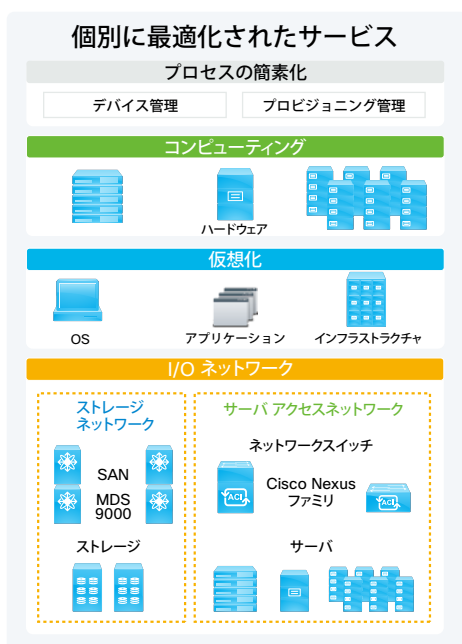 個別に最適化されたサービス
プロセスの簡素化
デバイス管理
プロビジョニング管理
コンピューティング
ハードウェア
仮想化
OS
アプリケーション
インフラストラクチャ
I/O ネットワーク
ストレージ
ネットワーク
SAN
MDS
9000
ストレージ
サーバ アクセスネットワーク
ネットワークスイッチ
ACI
Cisco Nexus
ファミリ
ACI
サーバ